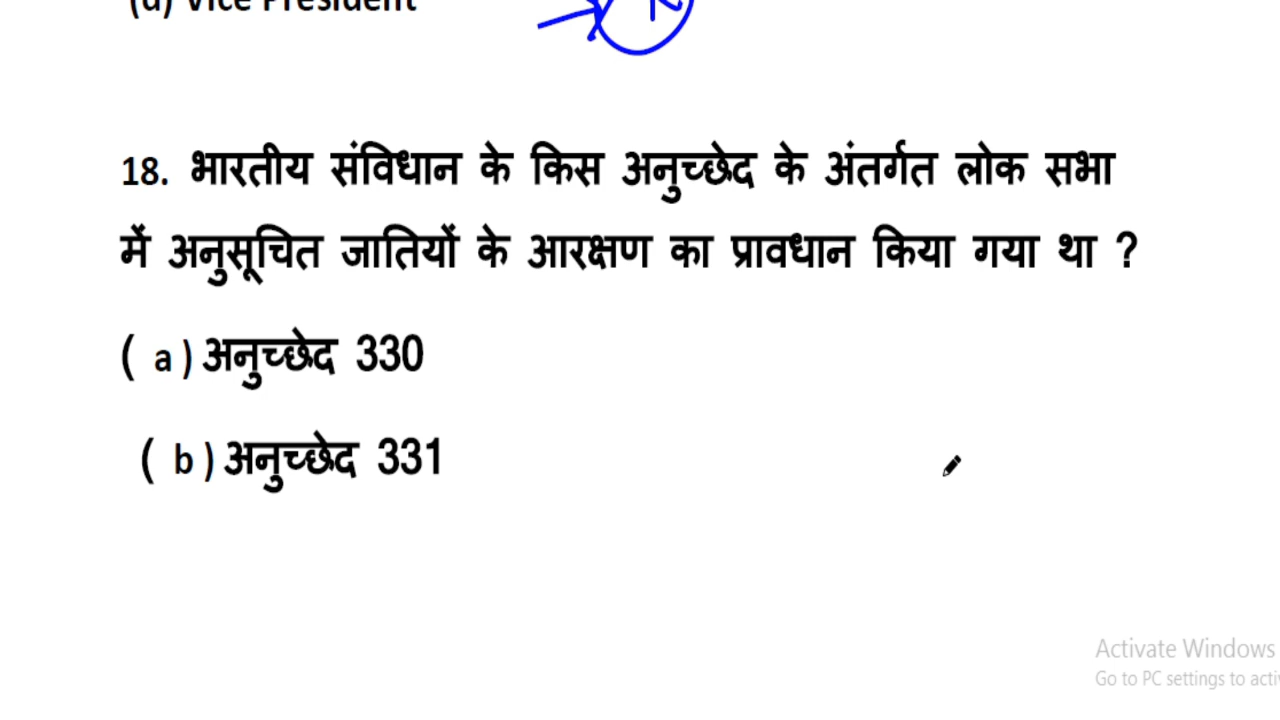 (d) Vice President
18. भारतीय संविधान के किस अनुच्छेद के अंतर्गत लोक सभा
में अनुसूचित जातियों के आरक्षण का प्रावधान किया गया था ?
( a ) अनुच्छेद 330
( b ) अनुच्छेद 331
Activate Windows
Go to PC settings to